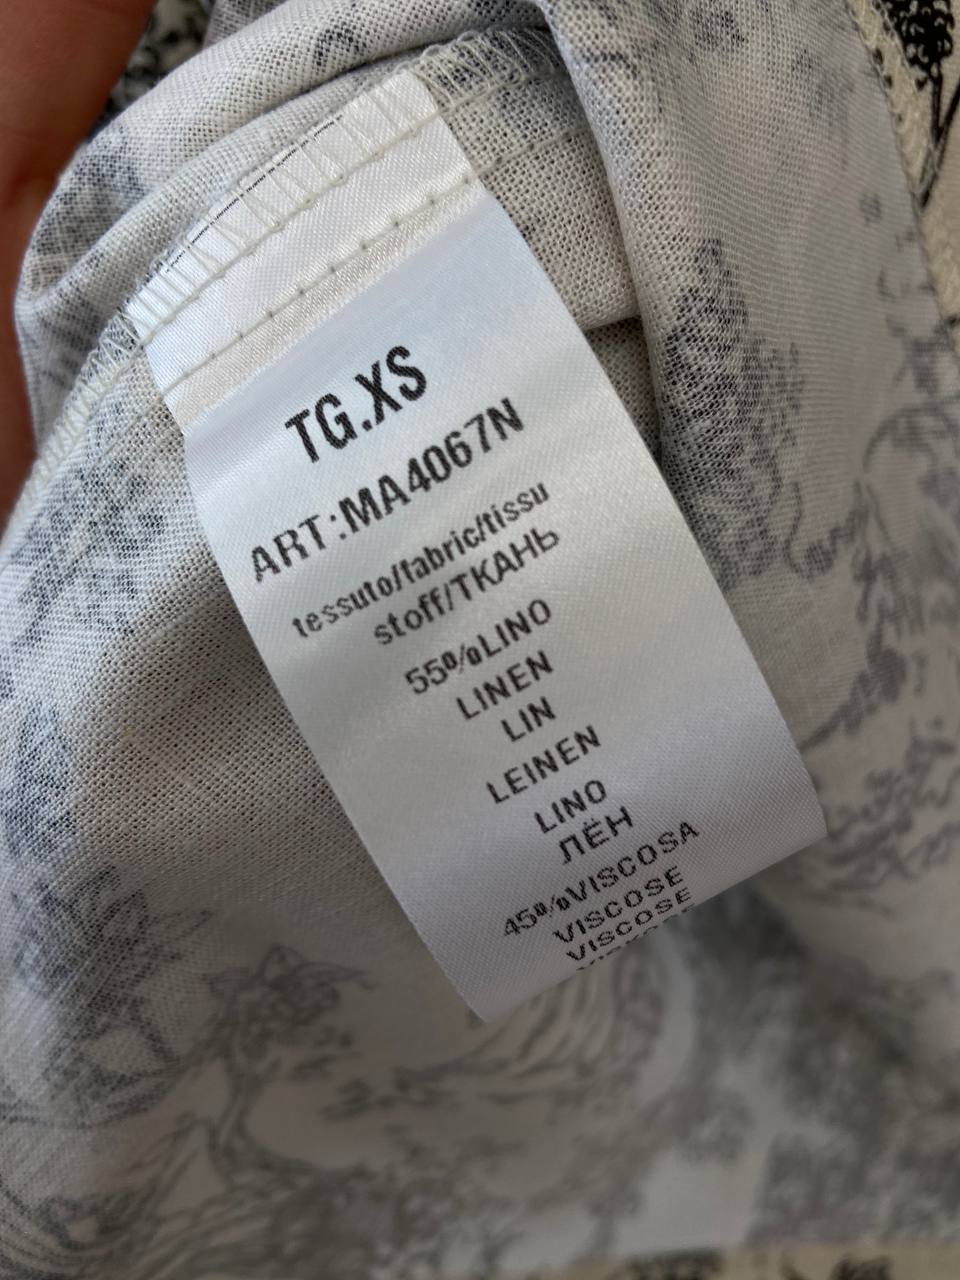 TG.XS
ART:MA4067N
tessuto/fabric/tissu
stoff/ТКАНЬ
55%LINO
LINEN
LIN
LEINEN
LINO
ЛЁН
45%VISCOSA
VISCOSE
VISCOSE